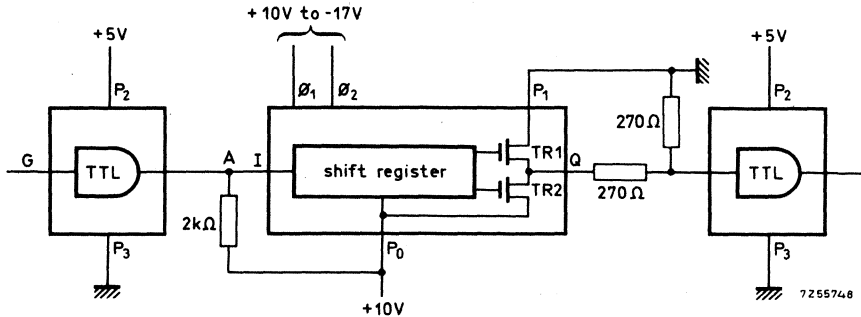 +10V to -17V
+5V
+5V
P2
Ø1
Ø2
P1
P2
270Ω
G
TTL
A
I
shift register
TR1
TR2
Q
270Ω
TTL
2kΩ
P3
P0
P3
+10V
7Z55748